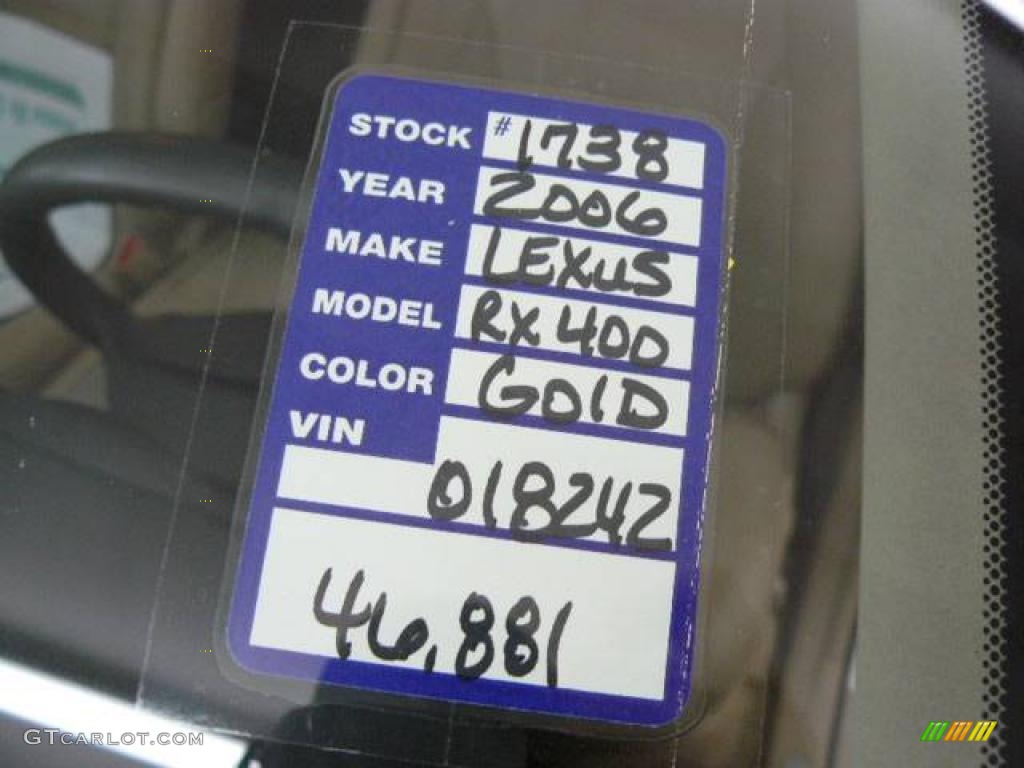 STOCK #1738
YEAR 2006
MAKE LEXUS
MODEL RX400
COLOR GOLD
VIN
018242
46,881
GTCARLOT.COM